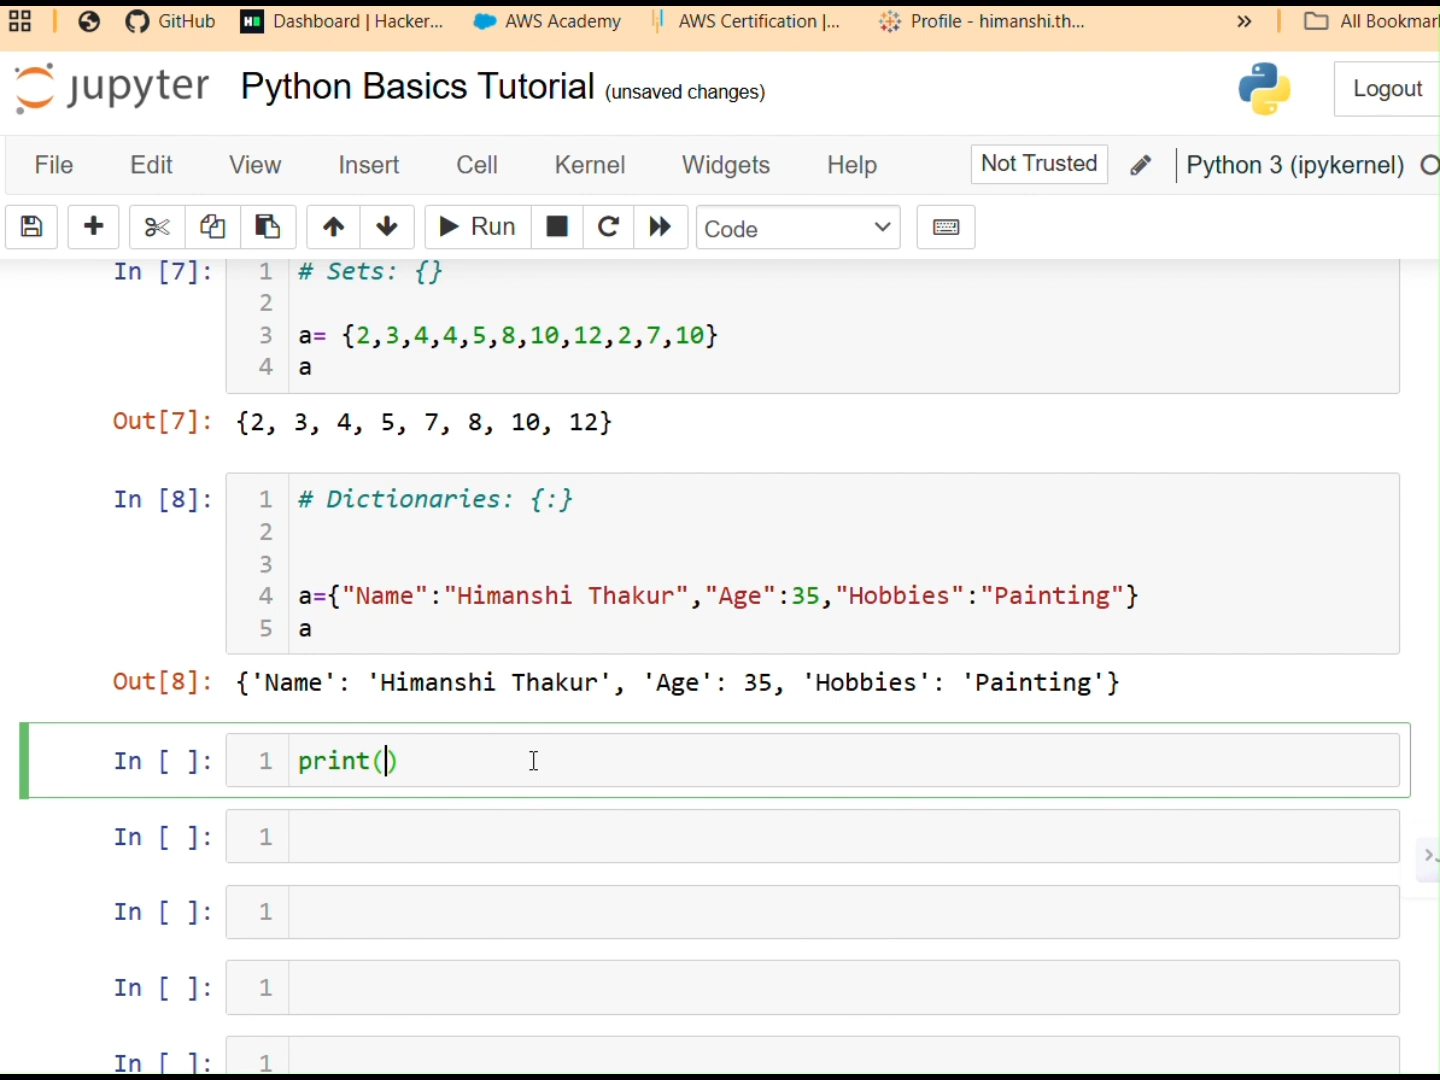 GitHub Dashboard | Hacker... AWS Academy AWS Certification |... Profile - himanshi.th... » All Bookmar
jupyter Python Basics Tutorial (unsaved changes) Logout
File Edit View Insert Cell Kernel Widgets Help Not Trusted Python 3 (ipykernel)
Run Code
In [7]: 1 # Sets: {}
2
3 a= {2,3,4,4,5,8,10,12,2,7,10}
4 a
Out[7]: {2, 3, 4, 5, 7, 8, 10, 12}
In [8]: 1 # Dictionaries: {:}
2
3
4 a={"Name":"Himanshi Thakur","Age":35,"Hobbies":"Painting"}
5 a
Out[8]: {'Name': 'Himanshi Thakur', 'Age': 35, 'Hobbies': 'Painting'}
In [ ]: 1 print()
In [ ]: 1
In [ ]: 1
In [ ]: 1
In [ ]: 1